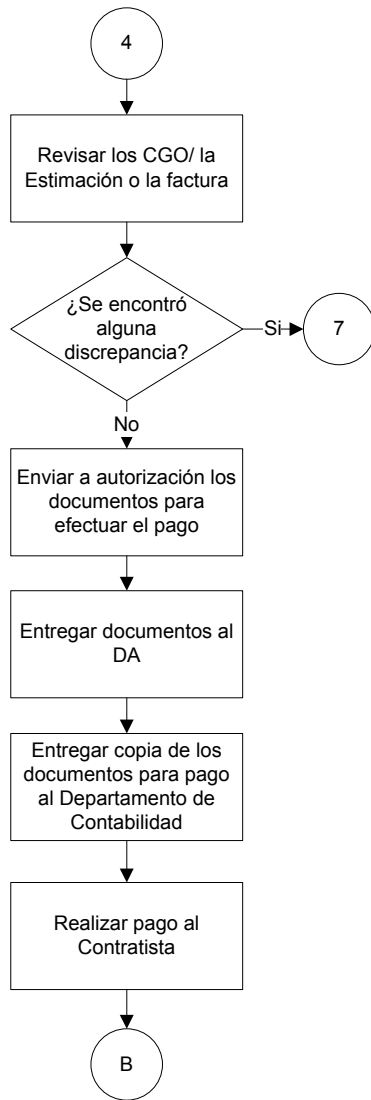 4
Revisar los CGO/ la
Estimación o la factura
¿Se encontró
alguna
discrepancia?
Si
7
No
Enviar a autorización los
documentos para
efectuar el pago
Entregar documentos al
DA
Entregar copia de los
documentos para pago
al Departamento de
Contabilidad
Realizar pago al
Contratista
B